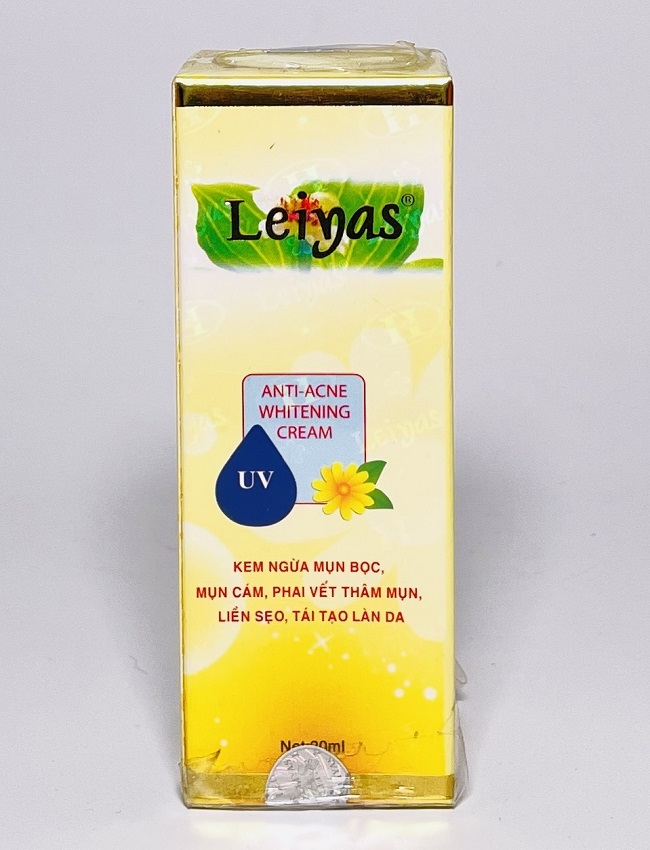 Leiyas®
ANTI-ACNE
WHITENING
CREAM
UV
KEM NGỪA MỤN BỌC,
MỤN CÁM, PHAI VẾT THÂM MỤN,
LIỀN SẸO, TÁI TẠO LÀN DA
Net